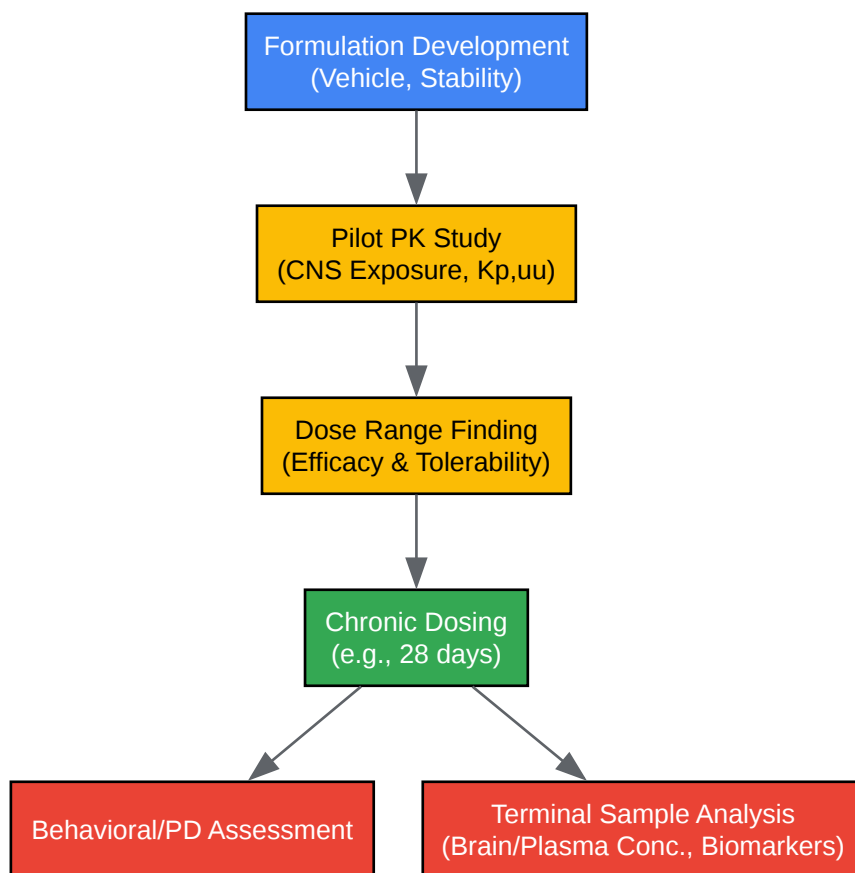 Formulation Development
(Vehicle, Stability)
Pilot PK Study
(CNS Exposure, Kp,uu)
Dose Range Finding
(Efficacy & Tolerability)
Chronic Dosing
(e.g., 28 days)
Behavioral/PD Assessment
Terminal Sample Analysis
(Brain/Plasma Conc., Biomarkers)